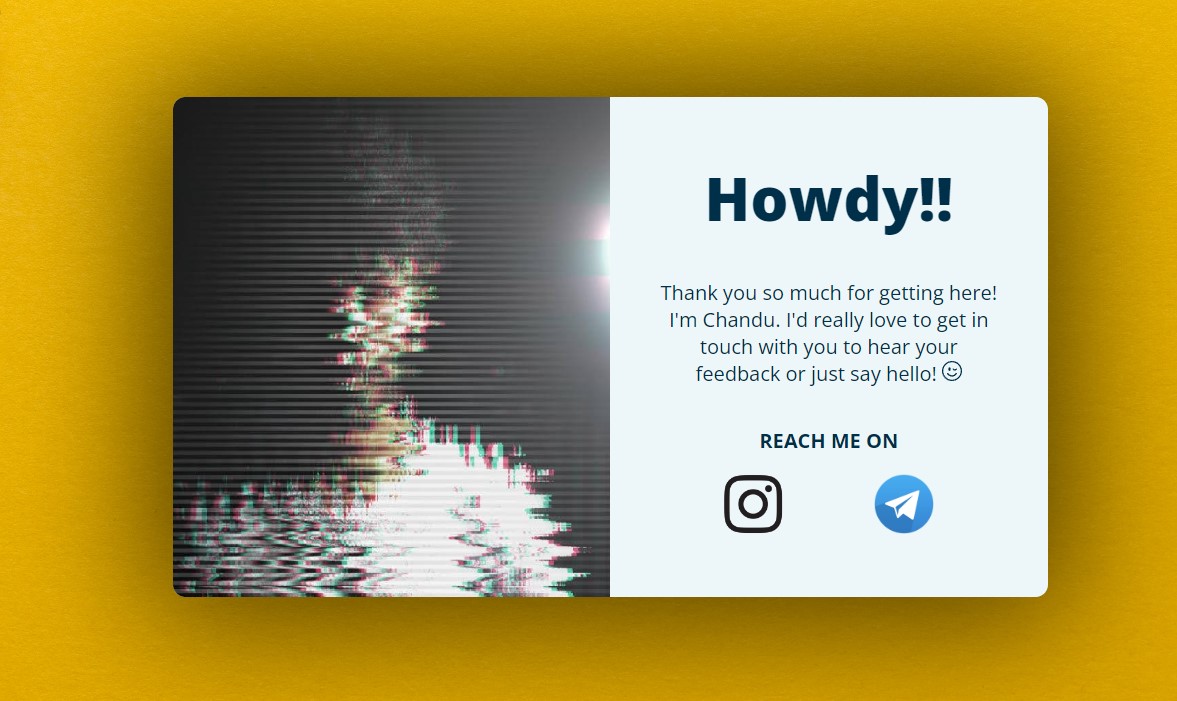 Howdy!!
Thank you so much for getting here!
I'm Chandu. I'd really love to get in
touch with you to hear your
feedback or just say hello! 😉
REACH ME ON